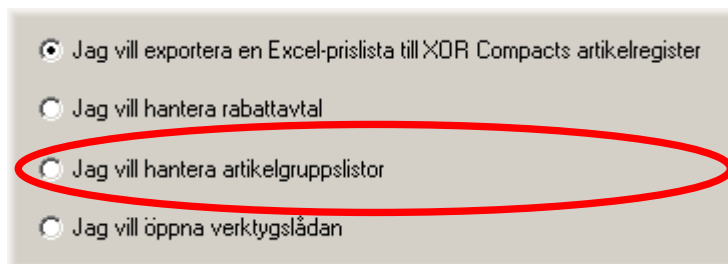 Jag vill exportera en Excel-prislista till XOR Compacts artikelregister
Jag vill hantera rabattavtal
Jag vill hantera artikelgruppslistor
Jag vill öppna verktygslådan